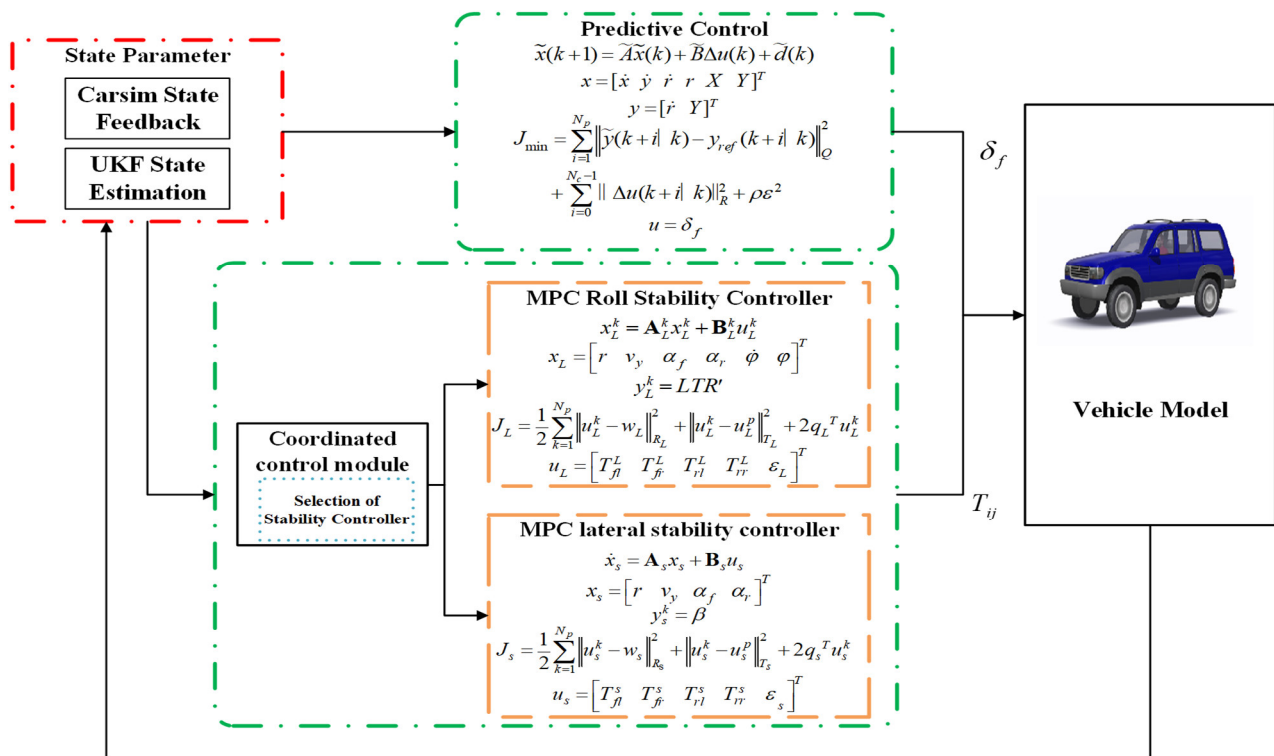 State Parameter
Carsim State
Feedback
UKF State
Estimation
Predictive Control
x̃(k+1) = Ãx̃(k)+B̃Δu(k)+d̃(k)
x = [ẋ ẏ ṙ r X Y]^T
y = [ṙ Y]^T
J_min = ∑_{i=1}^{N_p} ‖ỹ(k+i| k) − y_ref(k+i| k)‖²_Q
+ ∑_{i=0}^{N_c−1} ‖ Δu(k+i| k)‖²_R + ρε²
u = δ_f
MPC Roll Stability Controller
x_L^k = A_L^k x_L^k + B_L^k u_L^k
x_L = [r v_y α_f α_r φ̇ φ]^T
y_L^k = LTR′
J_L = 1/2 ∑_{k=1}^{N_p} ‖u_L^k − w_L‖²_{R_L} + ‖u_L^k − u_L^p‖²_{T_L} + 2q_L^T u_L^k
u_L = [T_fl^L T_fr^L T_rl^L T_rr^L ε_L]^T
Coordinated
control module
Selection of
Stability Controller
MPC lateral stability controller
ẋ_s = A_s x_s + B_s u_s
x_s = [r v_y α_f α_r]^T
y_s^k = β
J_s = 1/2 ∑_{k=1}^{N_p} ‖u_s^k − w_s‖²_{R_s} + ‖u_s^k − u_s^p‖²_{T_s} + 2q_s^T u_s^k
u_s = [T_fl^s T_fr^s T_rl^s T_rr^s ε_s]^T
δ_f
T_ij
Vehicle Model